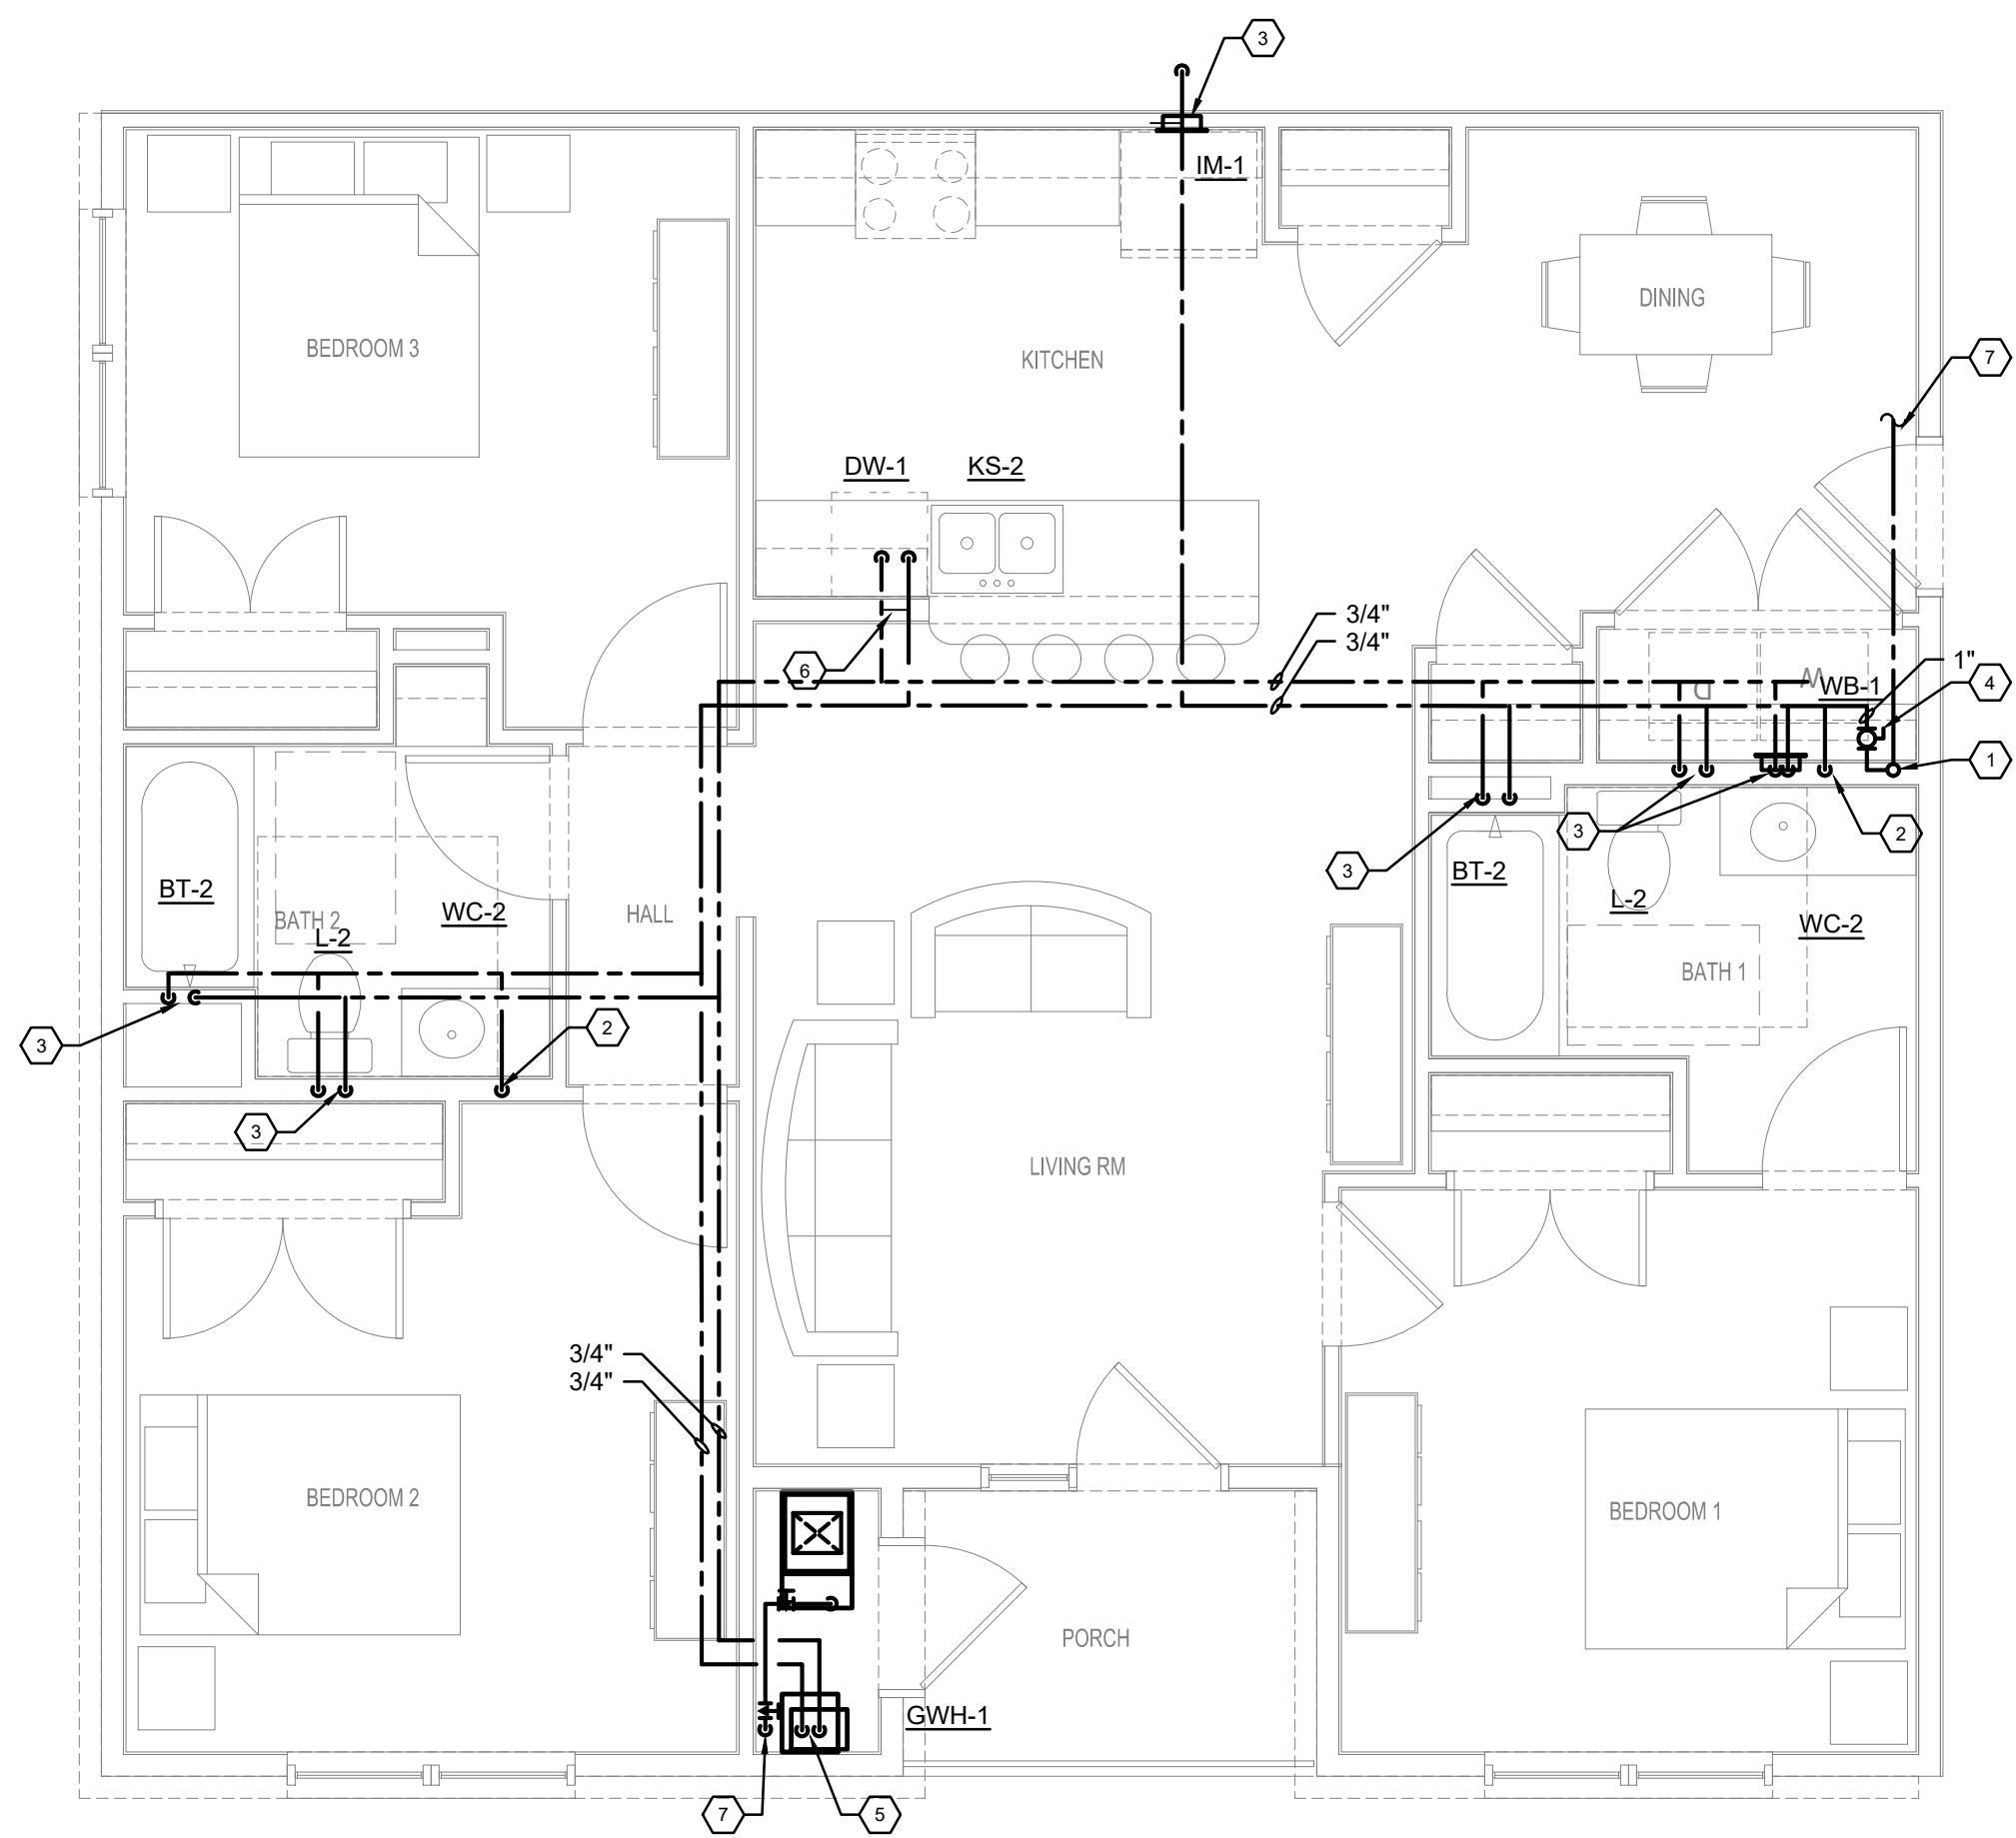 3
IM-1
DINING
BEDROOM 3
KITCHEN
7
DW-1
KS-2
3/4"
3/4"
6
1"
D
W
WB-1
4
1
3
2
3
BT-2
L-2
WC-2
BT-2
WC-2
BATH 2
HALL
L-2
BATH 1
3
2
3
LIVING RM
3/4"
3/4"
BEDROOM 2
BEDROOM 1
PORCH
GWH-1
7
5